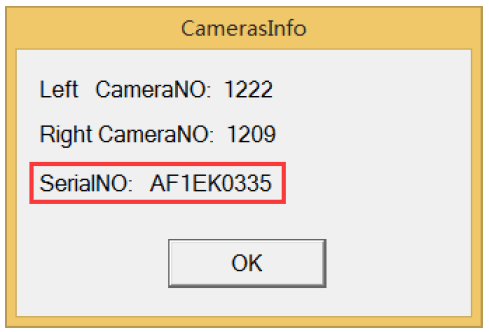 CamerasInfo
Left CameraNO: 1222
Right CameraNO: 1209
SerialNO: AF1EK0335
OK